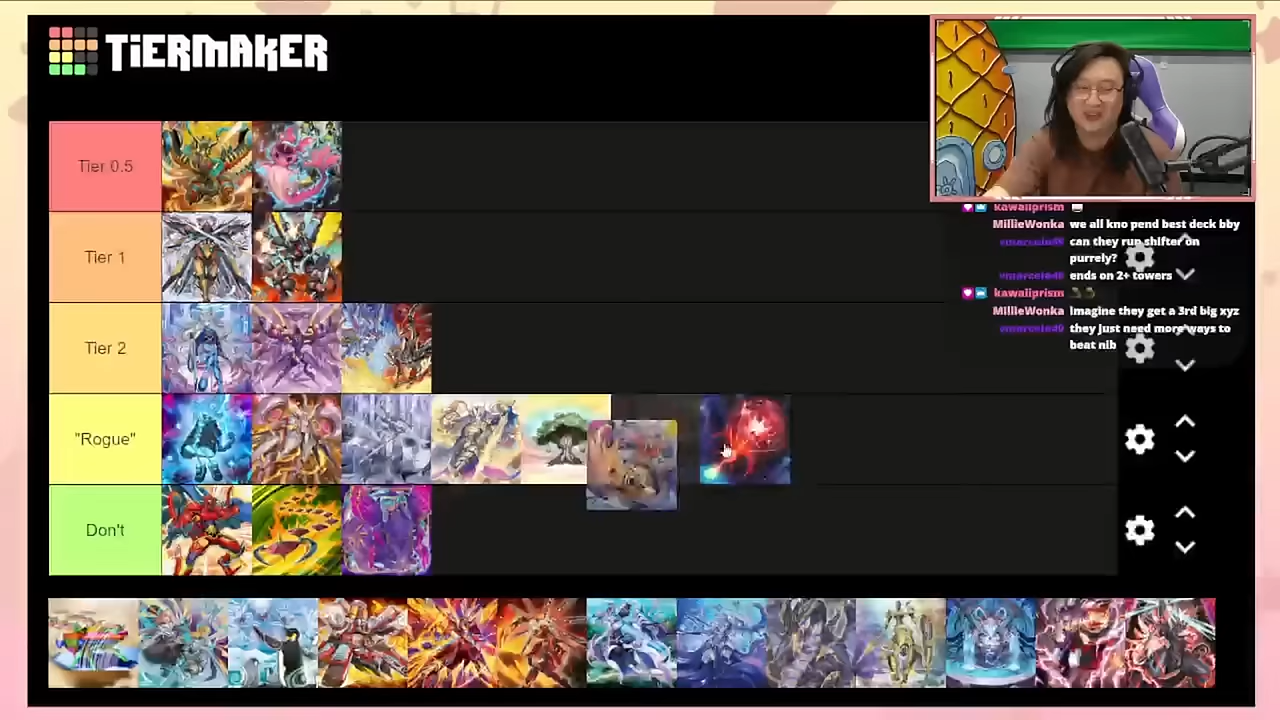 TiERMAKER
Tier 0.5
Tier 1
Tier 2
"Rogue"
Don't
kawaiiprism
MillieWonka we all kno pend best deck bby
can they run shifter on
purrely?
ends on 2+ towers
kawaiiprism
MillieWonka Imagine they get a 3rd big xyz
they just need more ways to
beat nib